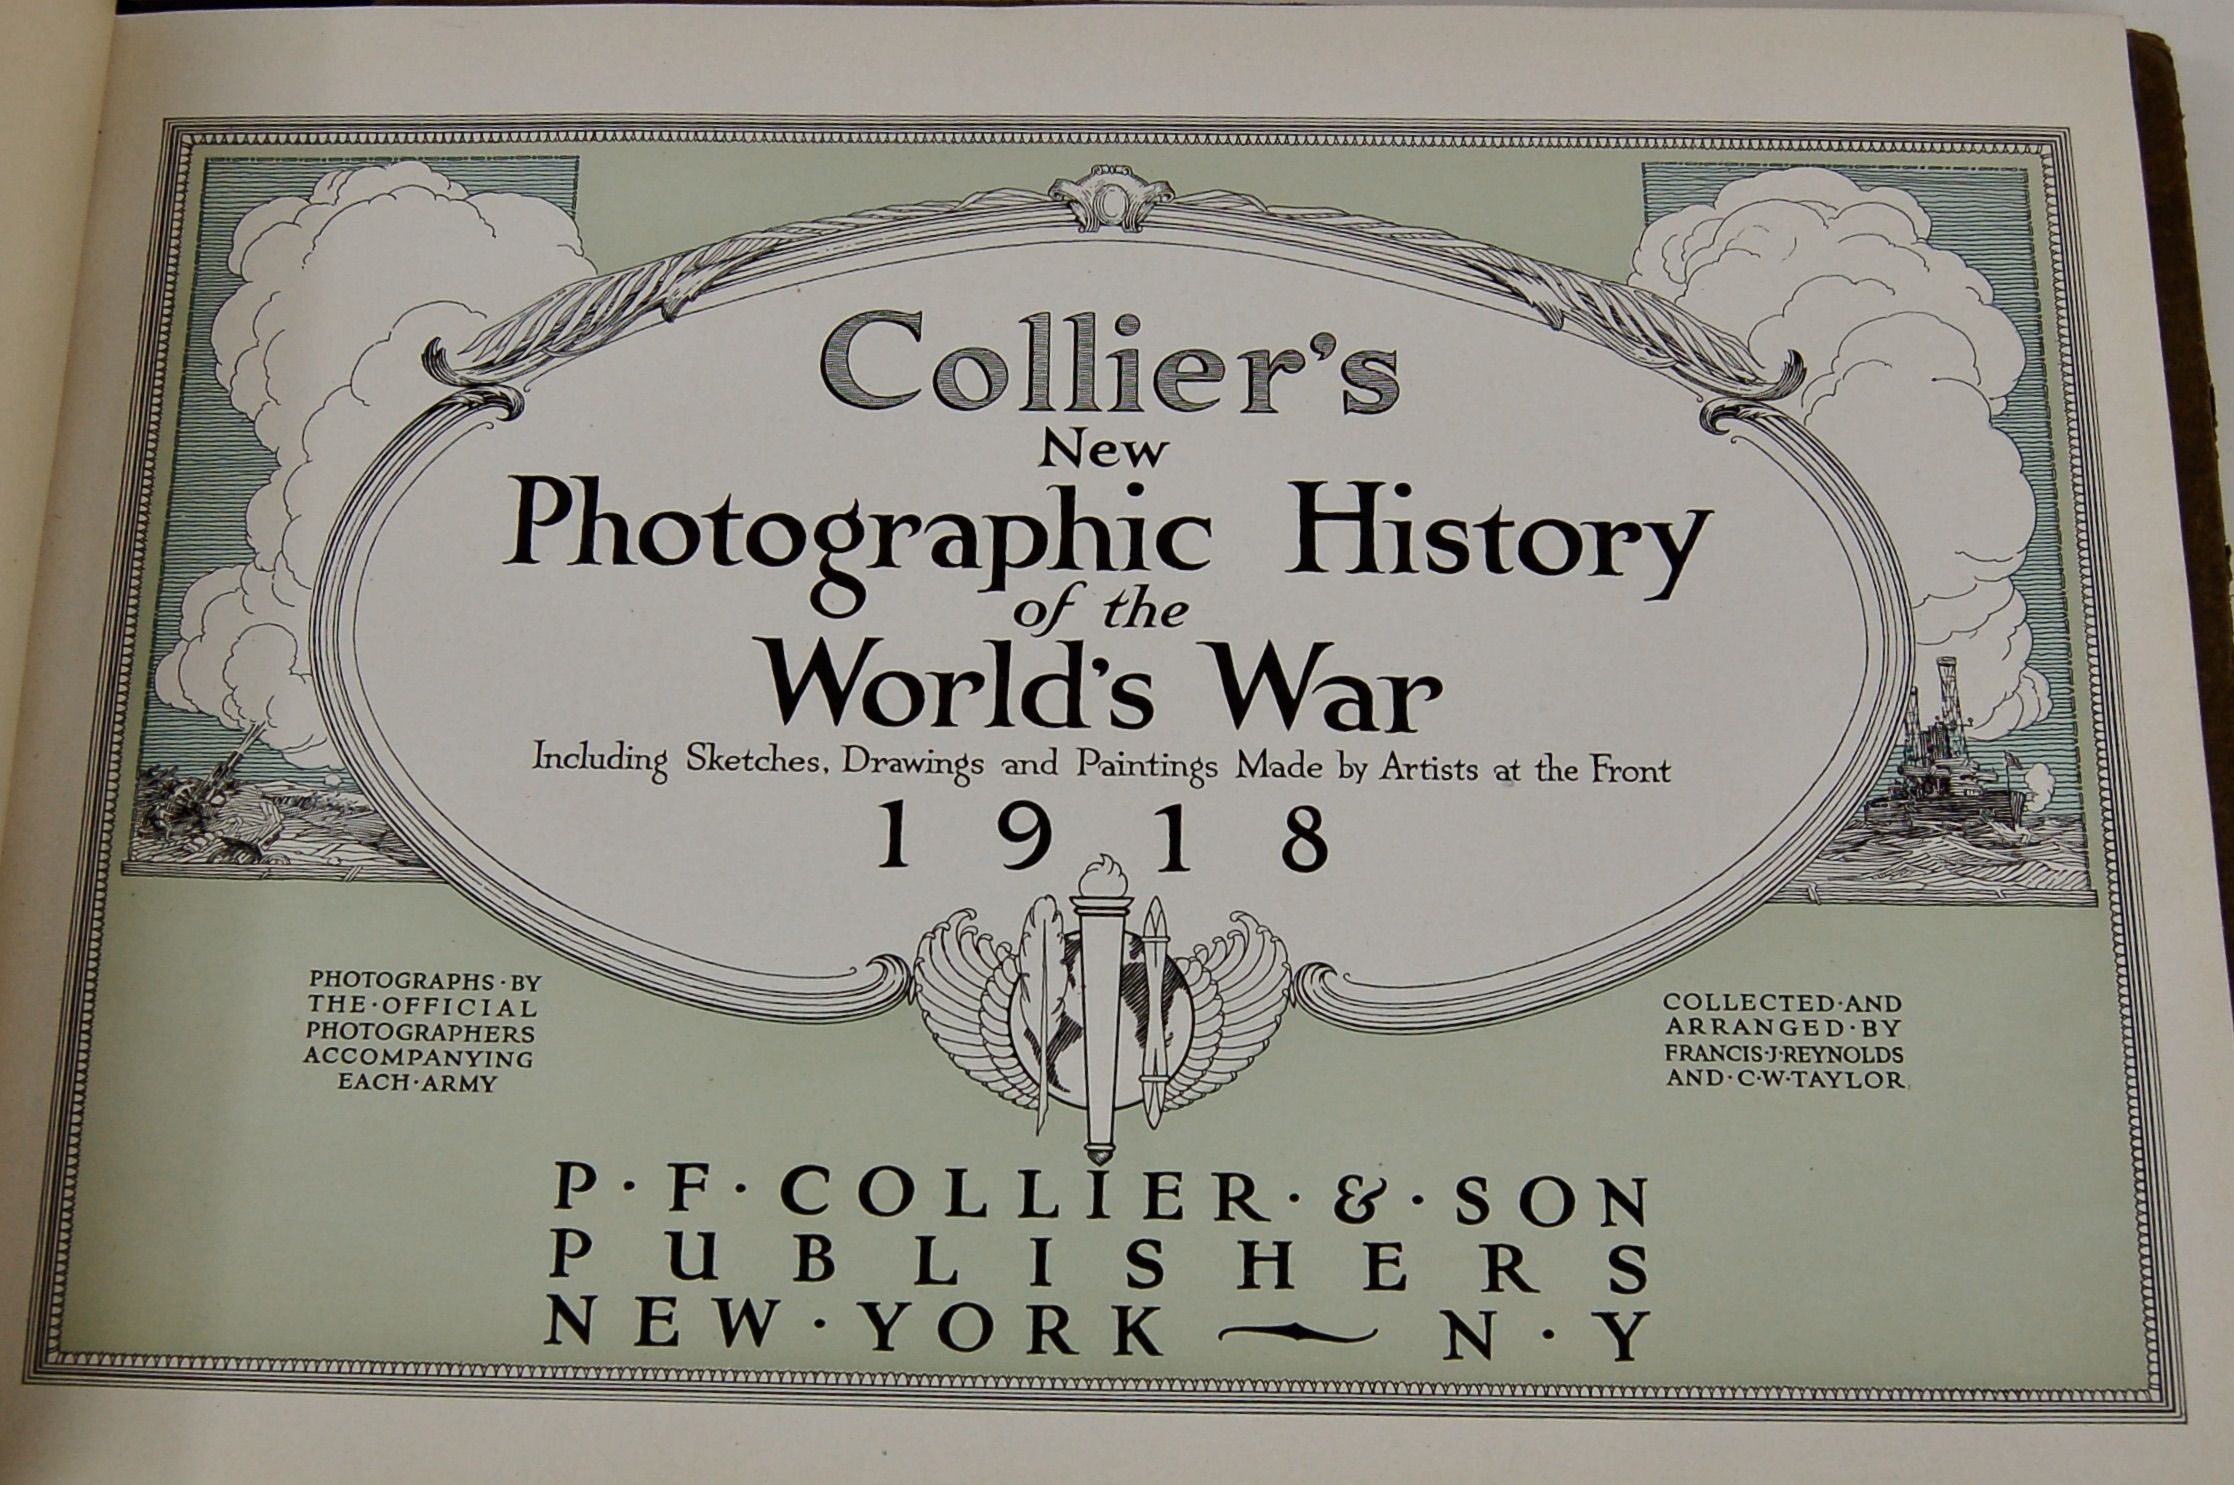 Collier's
New
Photographic History
of the
World's War
Including Sketches, Drawings and Paintings Made by Artists at the Front
1918
PHOTOGRAPHS·BY
THE·OFFICIAL
PHOTOGRAPHERS
ACCOMPANYING
EACH·ARMY
COLLECTED·AND
ARRANGED·BY
FRANCIS·J·REYNOLDS
AND·C·W·TAYLOR
P·F·COLLIER·&·SON
PUBLISHERS
NEW·YORK — N·Y